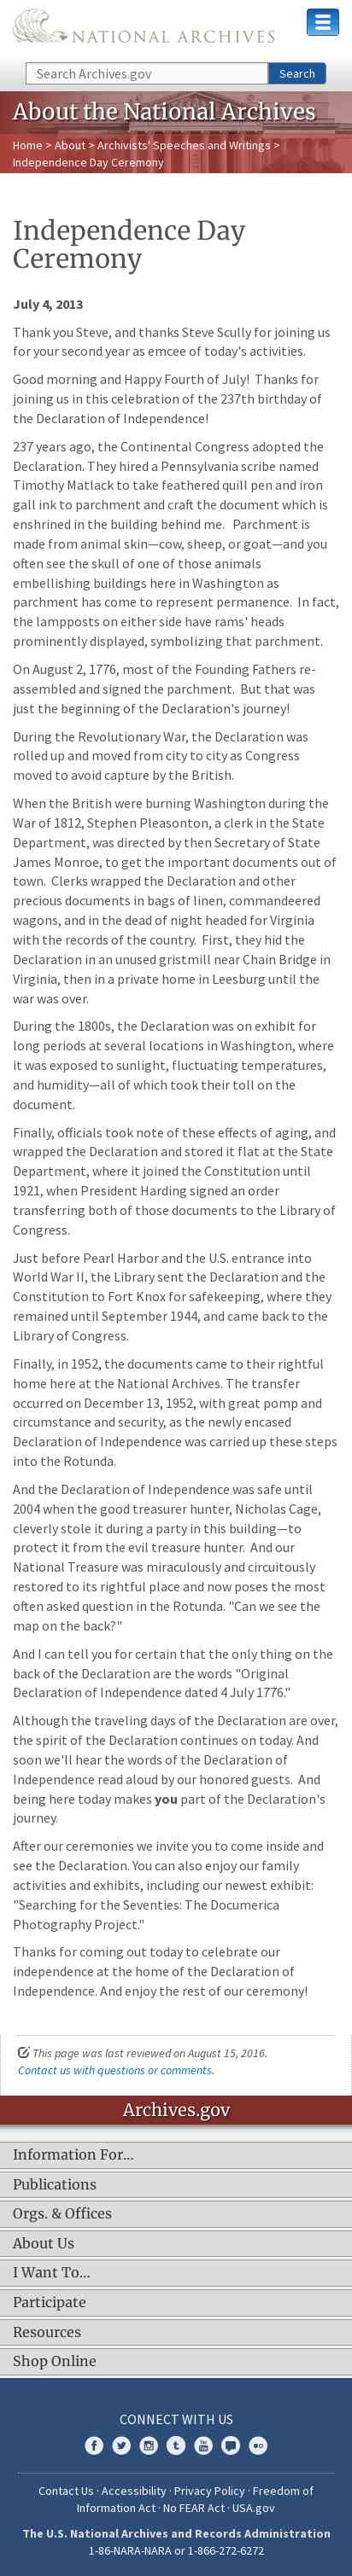 NATIONAL ARCHIVES
Search Archives.gov
Search
About the National Archives
Home > About > Archivists' Speeches and Writings >
Independence Day Ceremony
Independence Day
Ceremony
July 4, 2013
Thank you Steve, and thanks Steve Scully for joining us
for your second year as emcee of today's activities.
Good morning and Happy Fourth of July!  Thanks for
joining us in this celebration of the 237th birthday of
the Declaration of Independence!
237 years ago, the Continental Congress adopted the
Declaration. They hired a Pennsylvania scribe named
Timothy Matlack to take feathered quill pen and iron
gall ink to parchment and craft the document which is
enshrined in the building behind me.   Parchment is
made from animal skin—cow, sheep, or goat—and you
often see the skull of one of those animals
embellishing buildings here in Washington as
parchment has come to represent permanence.  In fact,
the lampposts on either side have rams' heads
prominently displayed, symbolizing that parchment.
On August 2, 1776, most of the Founding Fathers re-
assembled and signed the parchment.  But that was
just the beginning of the Declaration's journey!
During the Revolutionary War, the Declaration was
rolled up and moved from city to city as Congress
moved to avoid capture by the British.
When the British were burning Washington during the
War of 1812, Stephen Pleasonton, a clerk in the State
Department, was directed by then Secretary of State
James Monroe, to get the important documents out of
town.  Clerks wrapped the Declaration and other
precious documents in bags of linen, commandeered
wagons, and in the dead of night headed for Virginia
with the records of the country.  First, they hid the
Declaration in an unused gristmill near Chain Bridge in
Virginia, then in a private home in Leesburg until the
war was over.
During the 1800s, the Declaration was on exhibit for
long periods at several locations in Washington, where
it was exposed to sunlight, fluctuating temperatures,
and humidity—all of which took their toll on the
document.
Finally, officials took note of these effects of aging, and
wrapped the Declaration and stored it flat at the State
Department, where it joined the Constitution until
1921, when President Harding signed an order
transferring both of those documents to the Library of
Congress.
Just before Pearl Harbor and the U.S. entrance into
World War II, the Library sent the Declaration and the
Constitution to Fort Knox for safekeeping, where they
remained until September 1944, and came back to the
Library of Congress.
Finally, in 1952, the documents came to their rightful
home here at the National Archives. The transfer
occurred on December 13, 1952, with great pomp and
circumstance and security, as the newly encased
Declaration of Independence was carried up these steps
into the Rotunda.
And the Declaration of Independence was safe until
2004 when the good treasure hunter, Nicholas Cage,
cleverly stole it during a party in this building—to
protect it from the evil treasure hunter.  And our
National Treasure was miraculously and circuitously
restored to its rightful place and now poses the most
asked question in the Rotunda. "Can we see the
map on the back?"
And I can tell you for certain that the only thing on the
back of the Declaration are the words "Original
Declaration of Independence dated 4 July 1776."
Although the traveling days of the Declaration are over,
the spirit of the Declaration continues on today. And
soon we'll hear the words of the Declaration of
Independence read aloud by our honored guests.  And
being here today makes you part of the Declaration's
journey.
After our ceremonies we invite you to come inside and
see the Declaration. You can also enjoy our family
activities and exhibits, including our newest exhibit:
"Searching for the Seventies: The Documerica
Photography Project."
Thanks for coming out today to celebrate our
independence at the home of the Declaration of
Independence. And enjoy the rest of our ceremony!
This page was last reviewed on August 15, 2016.
Contact us with questions or comments.
Archives.gov
Information For…
Publications
Orgs. & Offices
About Us
I Want To…
Participate
Resources
Shop Online
CONNECT WITH US
Contact Us · Accessibility · Privacy Policy · Freedom of
Information Act · No FEAR Act · USA.gov
The U.S. National Archives and Records Administration
1-86-NARA-NARA or 1-866-272-6272